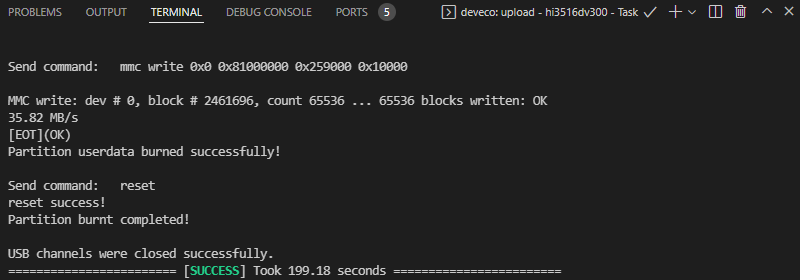 PROBLEMS OUTPUT TERMINAL DEBUG CONSOLE PORTS 5 deveco: upload - hi3516dv300 - Task
Send command: mmc write 0x0 0x81000000 0x259000 0x10000
MMC write: dev # 0, block # 2461696, count 65536 ... 65536 blocks written: OK
35.82 MB/s
[EOT](OK)
Partition userdata burned successfully!
Send command: reset
reset success!
Partition burnt completed!
USB channels were closed successfully.
======================== [SUCCESS] Took 199.18 seconds ========================